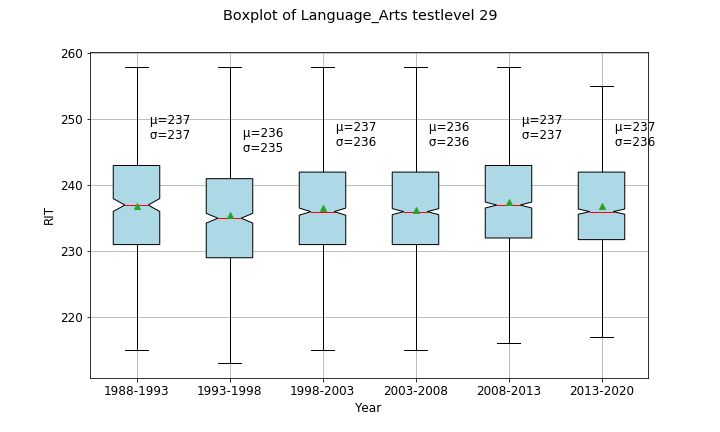 Boxplot of Language_Arts testlevel 29
260
250
240
230
220
RIT
μ=237
σ=237
μ=236
σ=235
μ=237
σ=236
μ=236
σ=236
μ=237
σ=237
μ=237
σ=236
1988-1993 1993-1998 1998-2003 2003-2008 2008-2013 2013-2020
Year